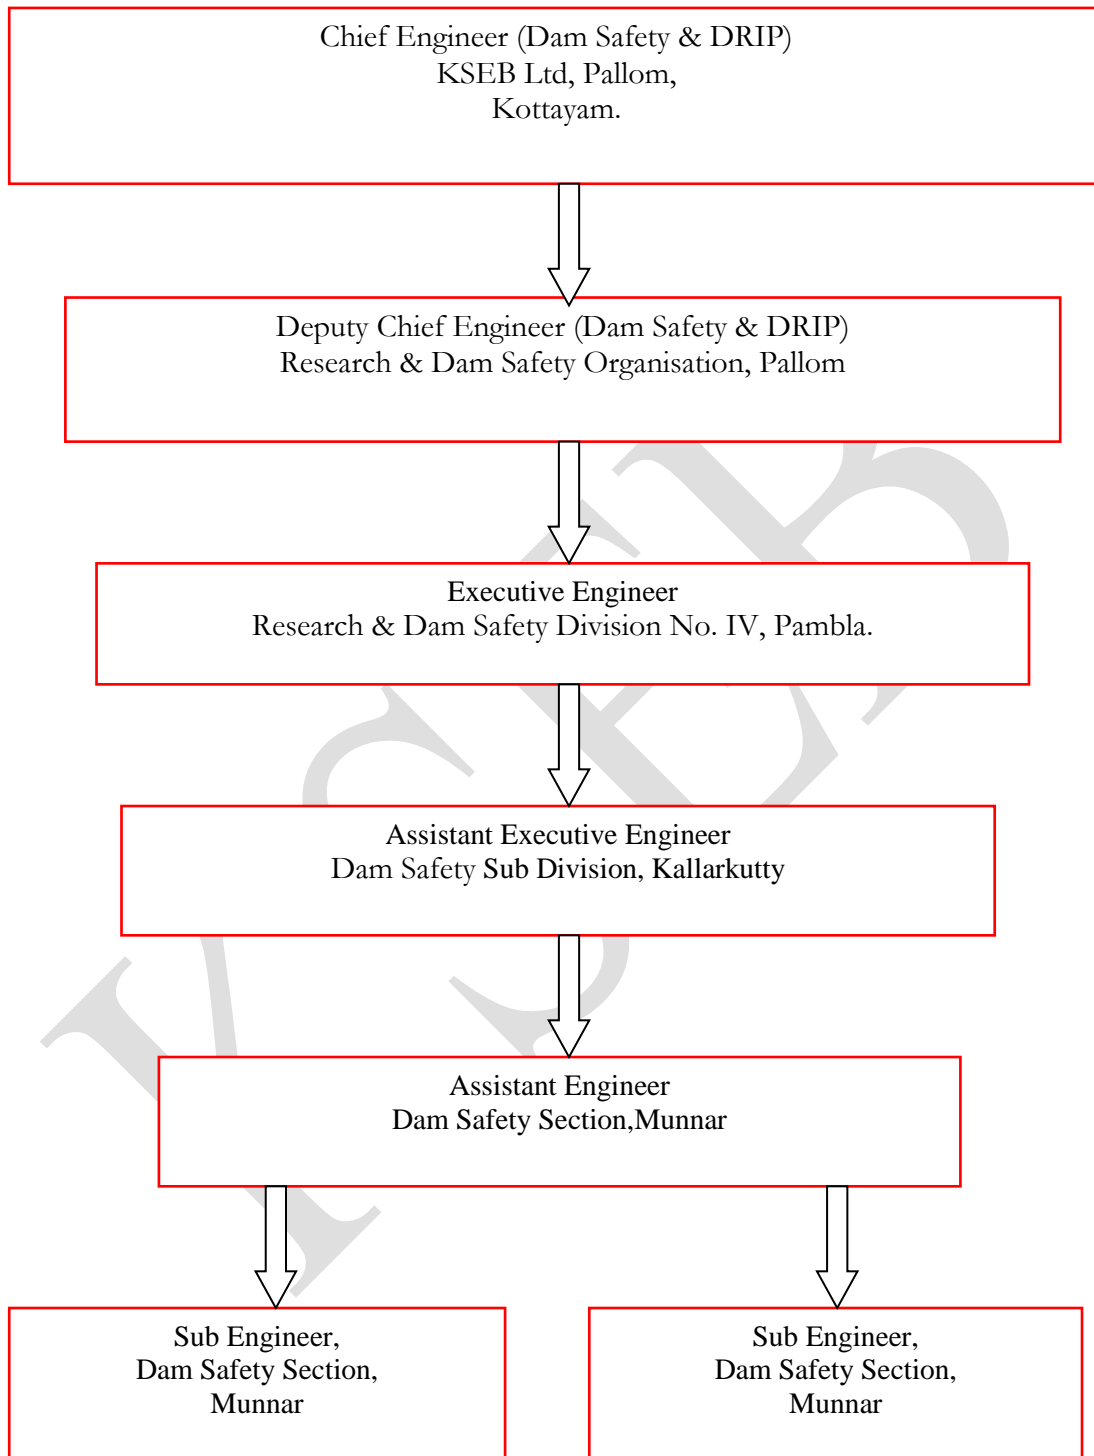 Chief Engineer (Dam Safety & DRIP)
KSEB Ltd, Pallom,
Kottayam.
Deputy Chief Engineer (Dam Safety & DRIP)
Research & Dam Safety Organisation, Pallom
Executive Engineer
Research & Dam Safety Division No. IV, Pambla.
Assistant Executive Engineer
Dam Safety Sub Division, Kallarkutty
Assistant Engineer
Dam Safety Section,Munnar
Sub Engineer,
Dam Safety Section,
Munnar
Sub Engineer,
Dam Safety Section,
Munnar
KSEB